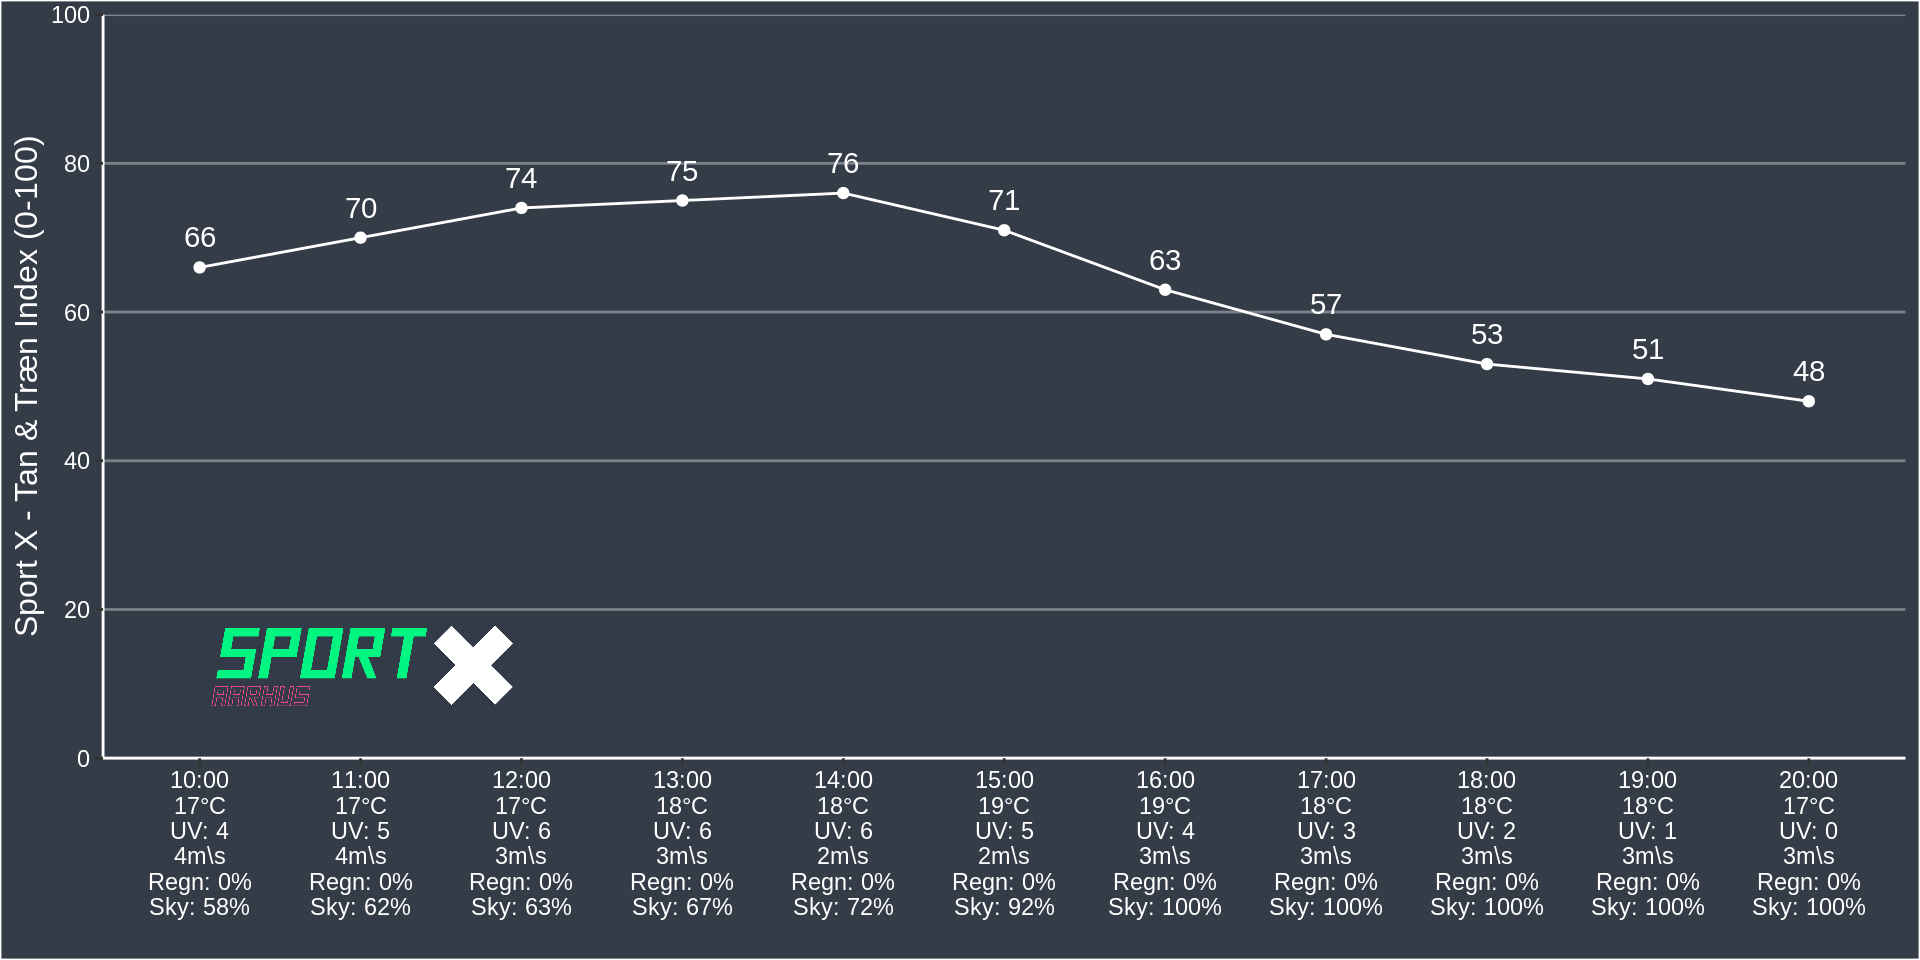 Sport X - Tan & Træn Index (0-100)
100
80
60
40
20
0
66
70
74
75
76
71
63
57
53
51
48
SPORT X
AARHUS
10:00 11:00 12:00 13:00 14:00 15:00 16:00 17:00 18:00 19:00 20:00
17°C 17°C 17°C 18°C 18°C 19°C 19°C 18°C 18°C 18°C 17°C
UV: 4 UV: 5 UV: 6 UV: 6 UV: 6 UV: 5 UV: 4 UV: 3 UV: 2 UV: 1 UV: 0
4m\s 4m\s 3m\s 3m\s 2m\s 2m\s 3m\s 3m\s 3m\s 3m\s 3m\s
Regn: 0% Regn: 0% Regn: 0% Regn: 0% Regn: 0% Regn: 0% Regn: 0% Regn: 0% Regn: 0% Regn: 0% Regn: 0%
Sky: 58% Sky: 62% Sky: 63% Sky: 67% Sky: 72% Sky: 92% Sky: 100% Sky: 100% Sky: 100% Sky: 100% Sky: 100%